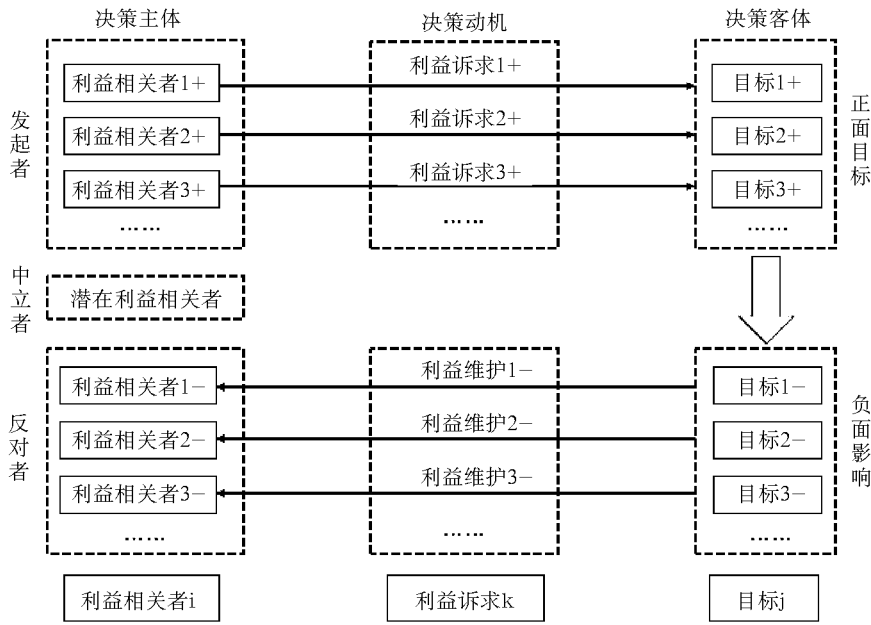 决策主体
决策动机
决策客体
发起者
利益相关者1+
利益诉求1+
目标1+
利益相关者2+
利益诉求2+
目标2+
利益相关者3+
利益诉求3+
目标3+
……
……
……
正面目标
中立者
潜在利益相关者
反对者
利益相关者1−
利益维护1−
目标1−
利益相关者2−
利益维护2−
目标2−
利益相关者3−
利益维护3−
目标3−
……
……
……
负面影响
利益相关者i
利益诉求k
目标j